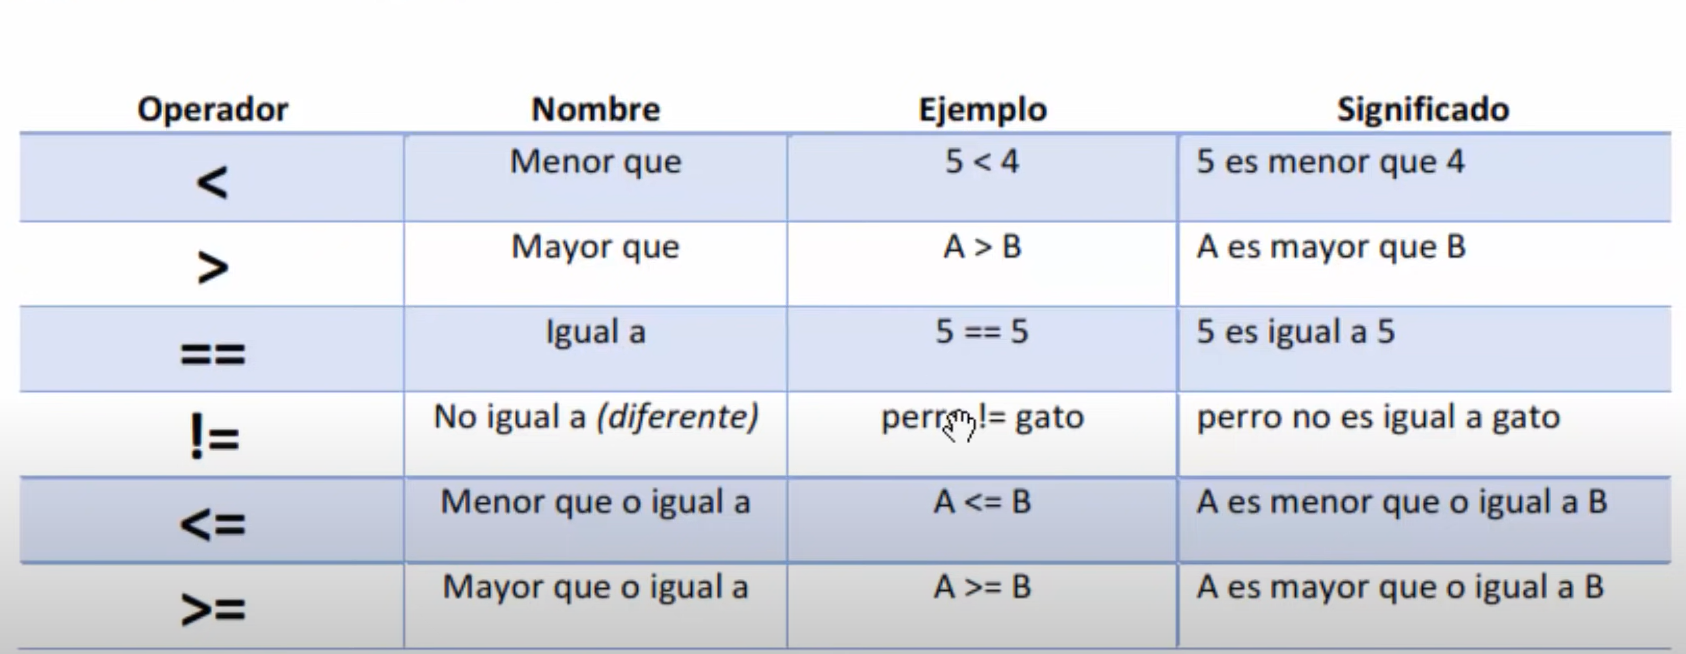 Operador Nombre Ejemplo Significado
< Menor que 5 < 4 5 es menor que 4
> Mayor que A > B A es mayor que B
== Igual a 5 == 5 5 es igual a 5
!= No igual a (diferente) perro != gato perro no es igual a gato
<= Menor que o igual a A <= B A es menor que o igual a B
>= Mayor que o igual a A >= B A es mayor que o igual a B